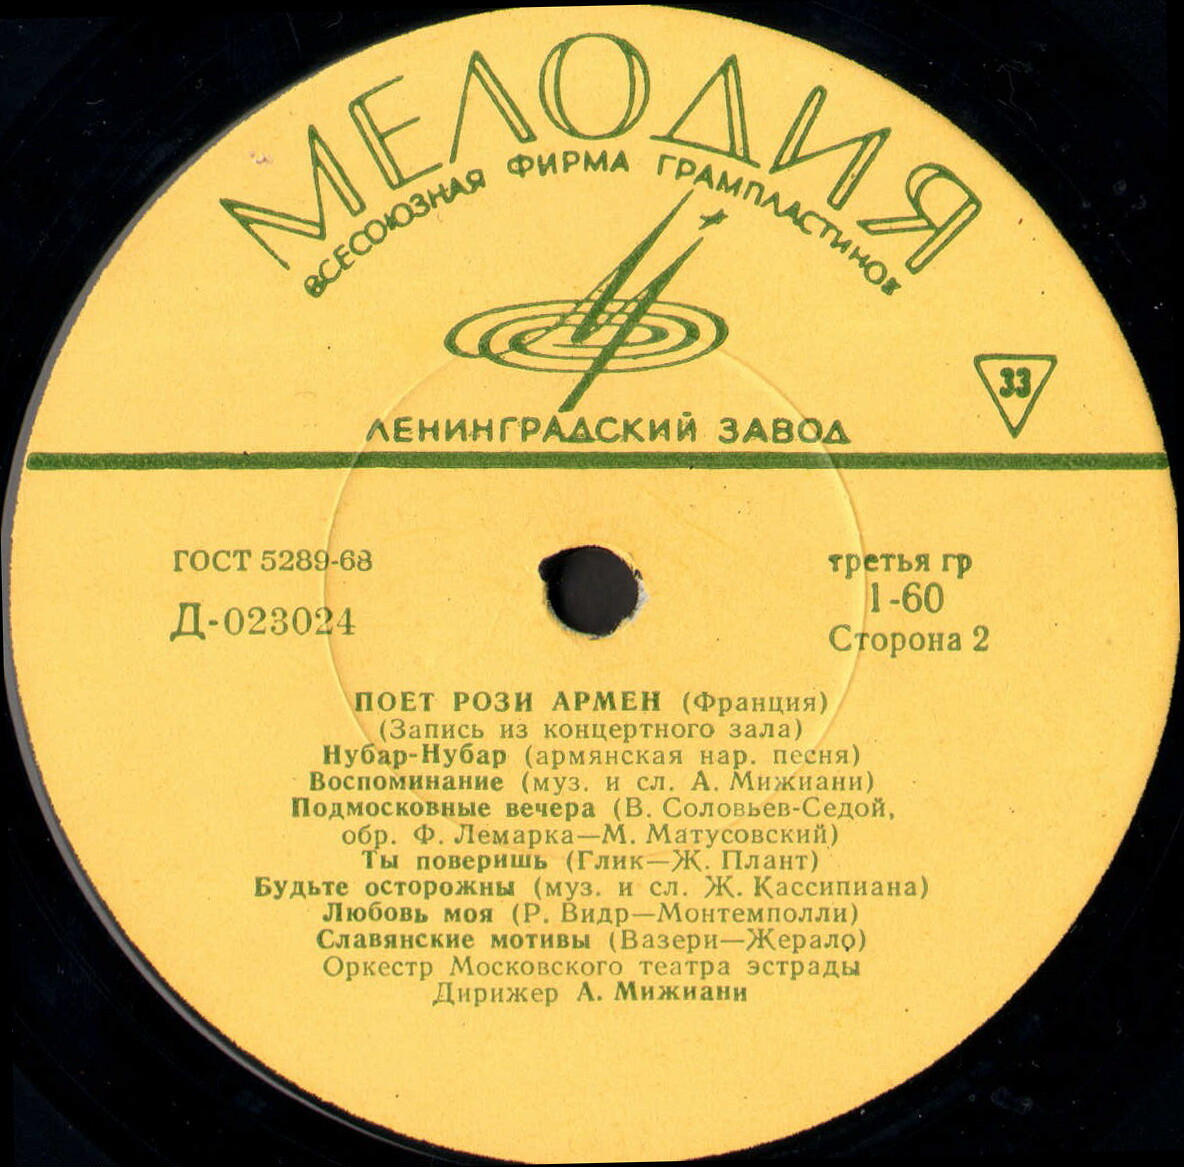 МЕЛОДИЯ
ВСЕСОЮЗНАЯ ФИРМА ГРАМПЛАСТИНОК
33
ЛЕНИНГРАДСКИЙ ЗАВОД
ГОСТ 5289-68
Д-023024
третья гр
1-60
Сторона 2
ПОЕТ РОЗИ АРМЕН (Франция)
(Запись из концертного зала)
Нубар-Нубар (армянская нар. песня)
Воспоминание (муз. и сл. А. Мижиани)
Подмосковные вечера (В. Соловьев-Седой,
обр. Ф. Лемарка—М. Матусовский)
Ты поверишь (Глик—Ж. Плант)
Будьте осторожны (муз. и сл. Ж. Кассипиана)
Любовь моя (Р. Видр—Монтемполли)
Славянские мотивы (Вазери—Жерало)
Оркестр Московского театра эстрады
Дирижер А. Мижиани